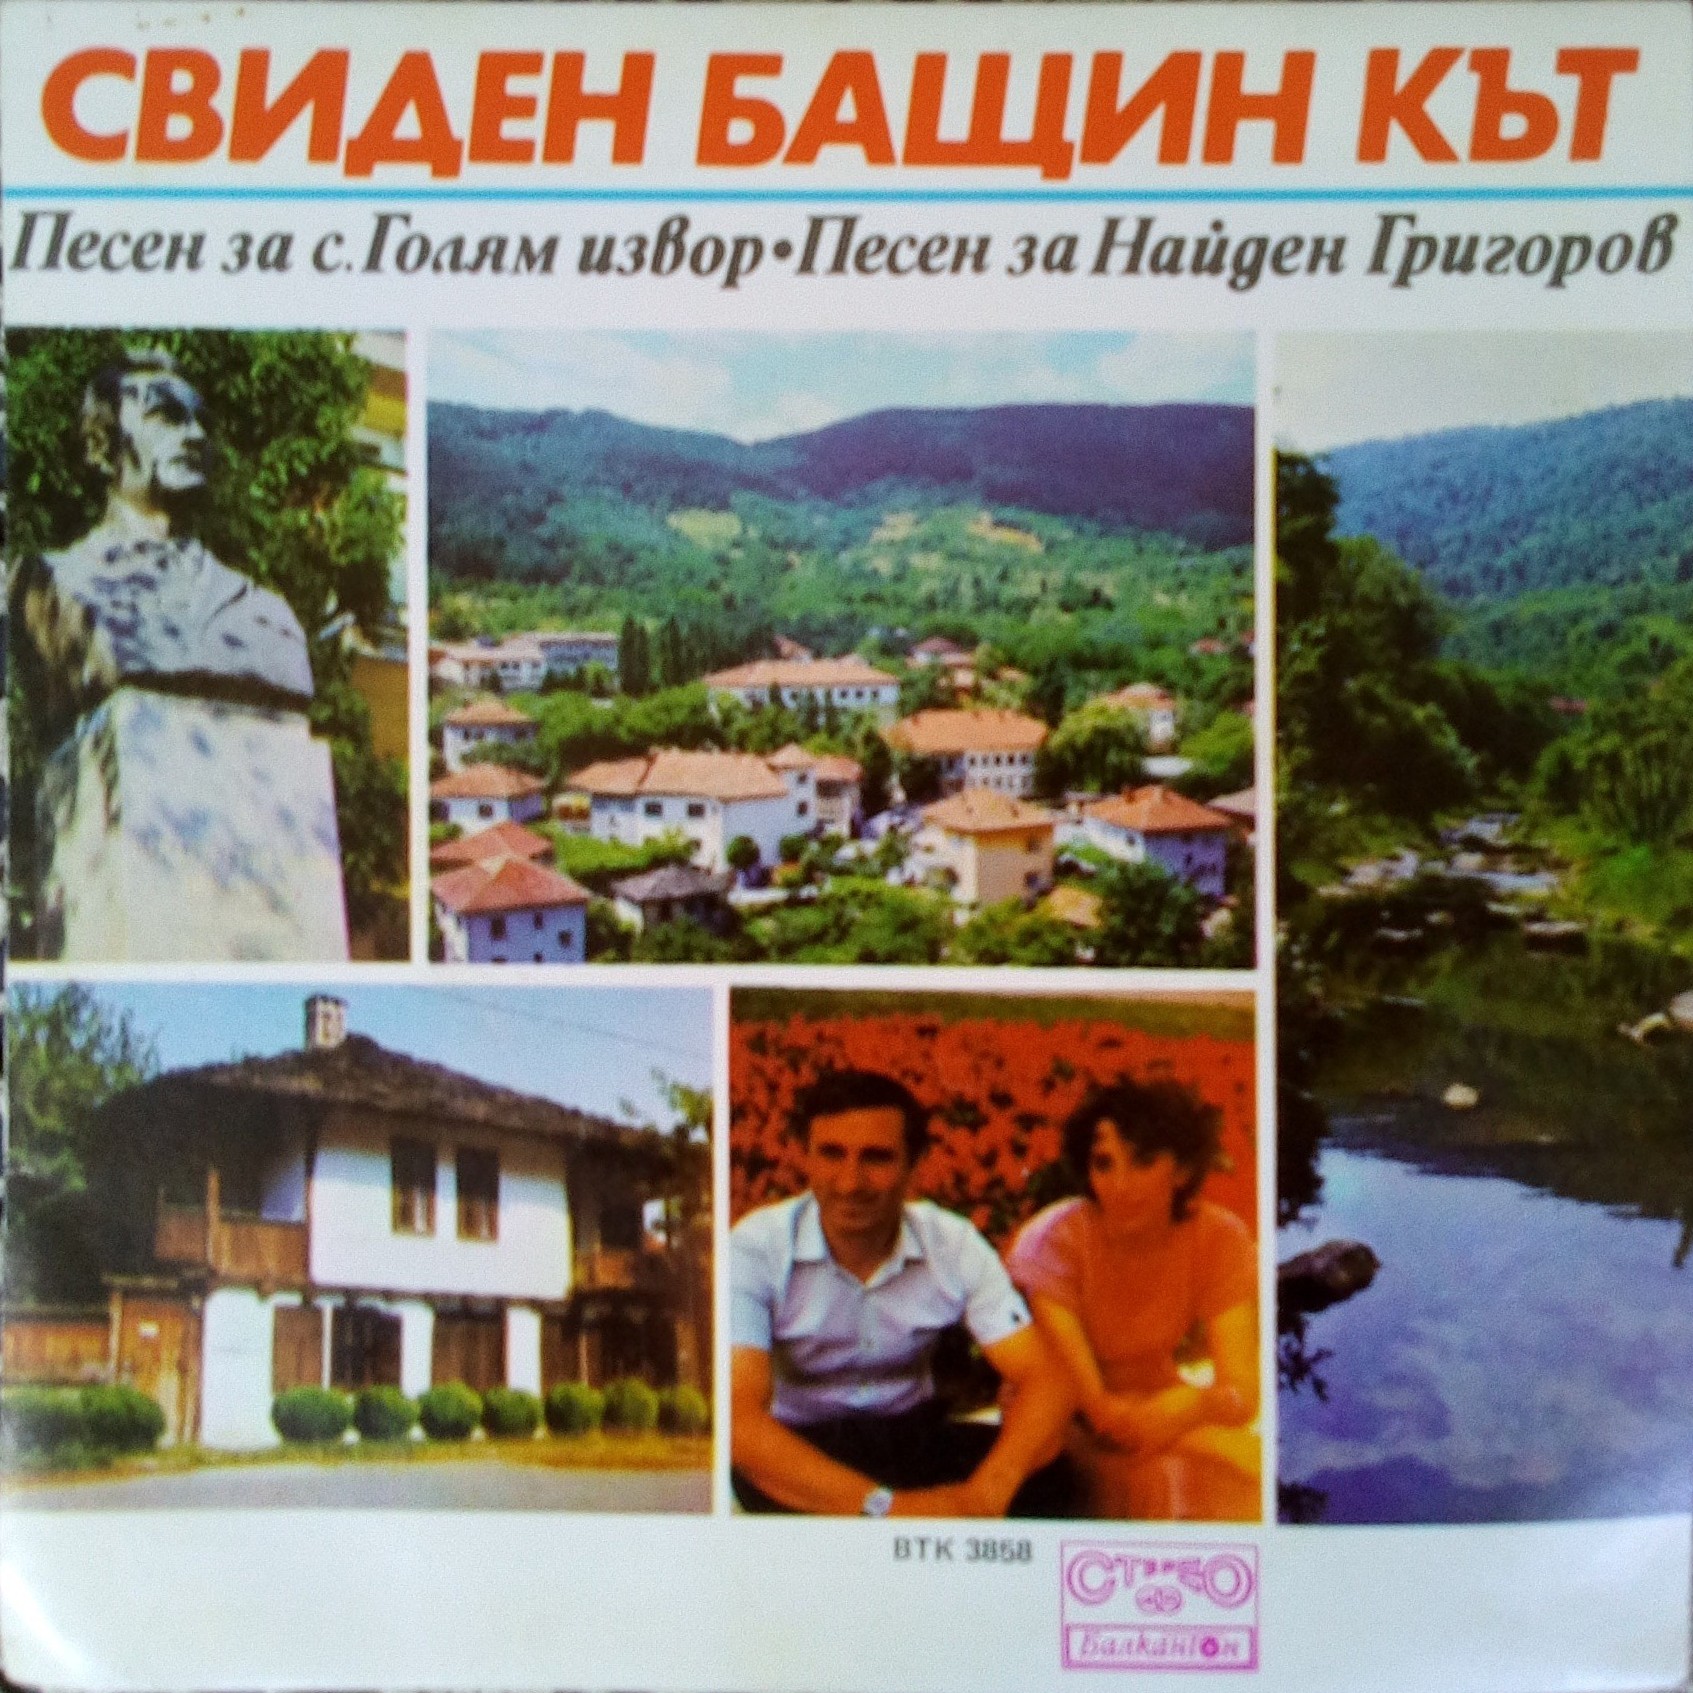 СВИДЕН БАЩИН КЪТ
Песен за с. Голям извор • Песен за Найден Григоров
ВТК 3858
СТЕРЕО
Балкантон